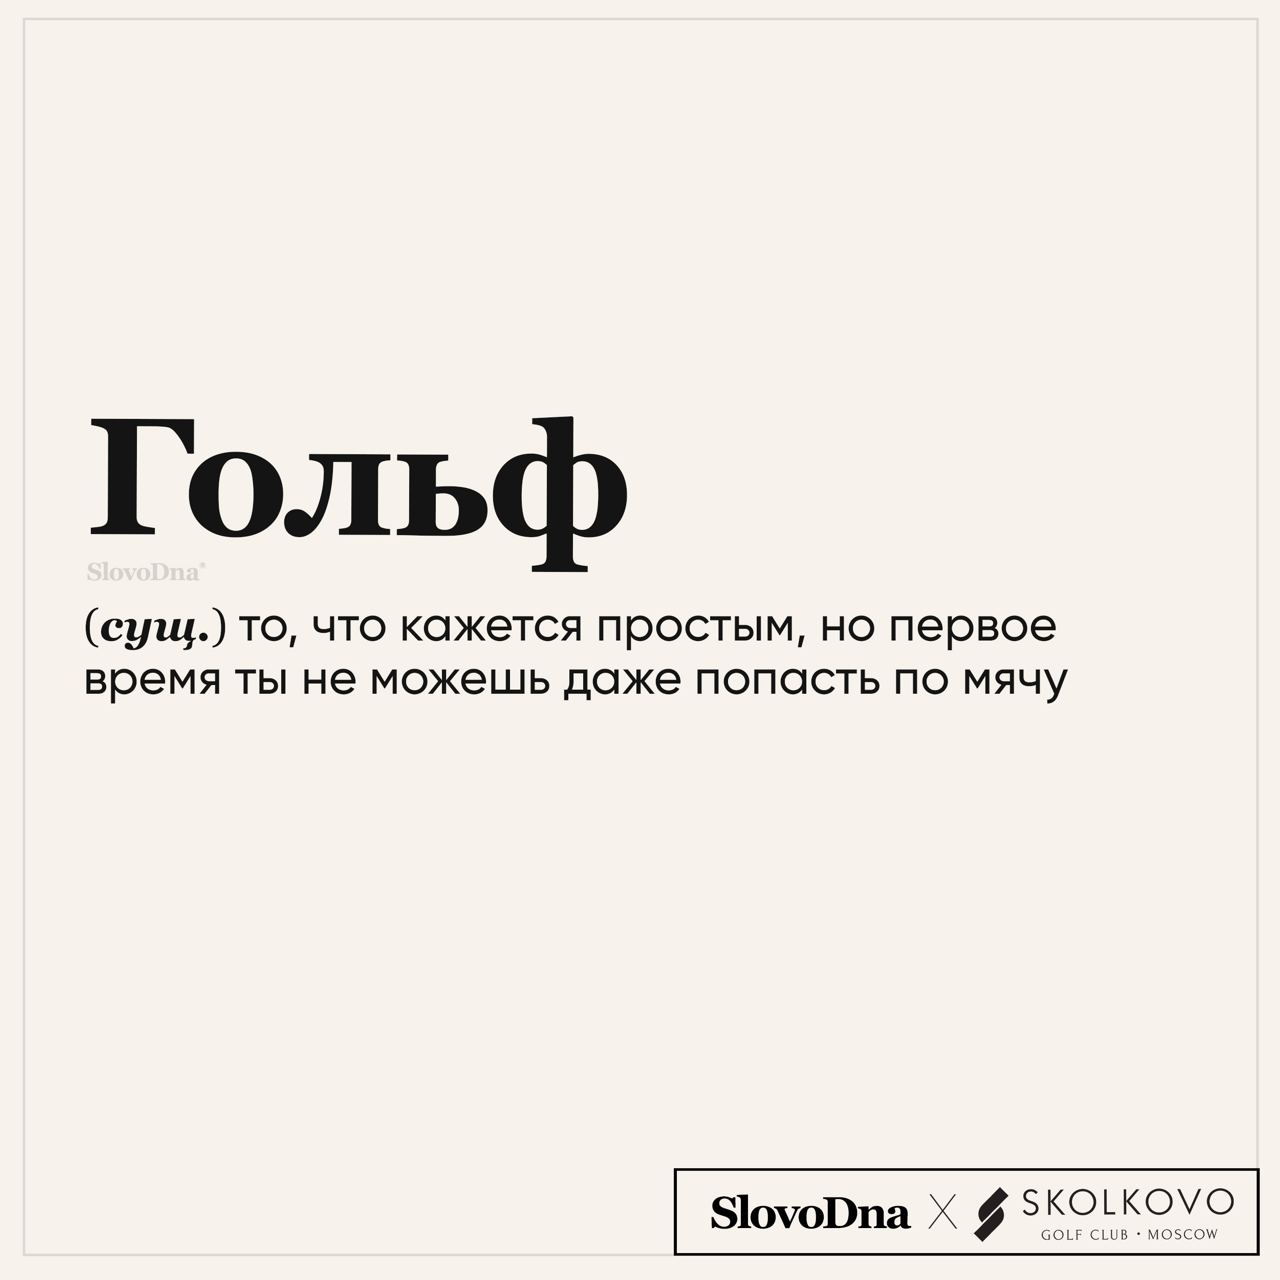 Гольф
SlovoDna®
(сущ.) то, что кажется простым, но первое
время ты не можешь даже попасть по мячу
SlovoDna X SKOLKOVO
GOLF CLUB • MOSCOW